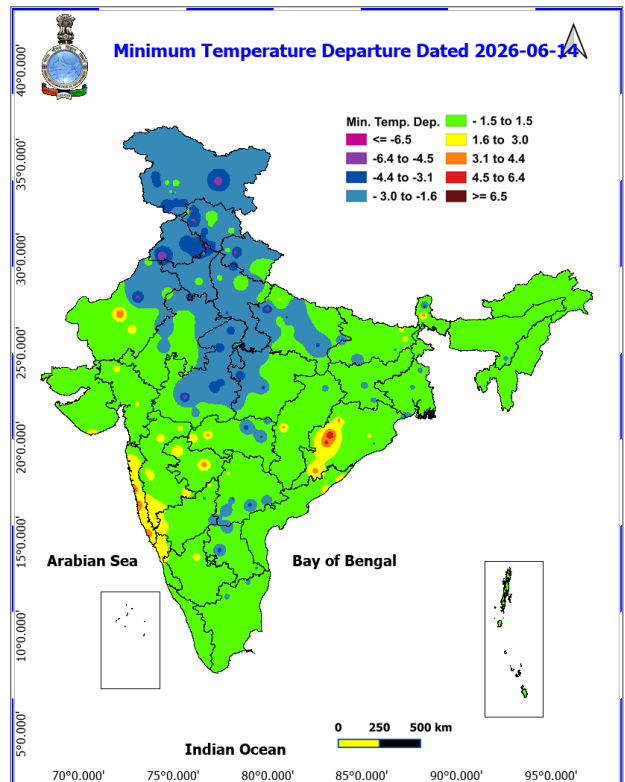 Minimum Temperature Departure Dated 2026-06-14
Min. Temp. Dep.
<= -6.5
-6.4 to -4.5
-4.4 to -3.1
- 3.0 to -1.6
- 1.5 to 1.5
1.6 to 3.0
3.1 to 4.4
4.5 to 6.4
>= 6.5
40°0.000'
35°0.000'
30°0.000'
25°0.000'
20°0.000'
15°0.000'
10°0.000'
5°0.000'
Arabian Sea
Bay of Bengal
Indian Ocean
0 250 500 km
70°0.000' 75°0.000' 80°0.000' 85°0.000' 90°0.000' 95°0.000'